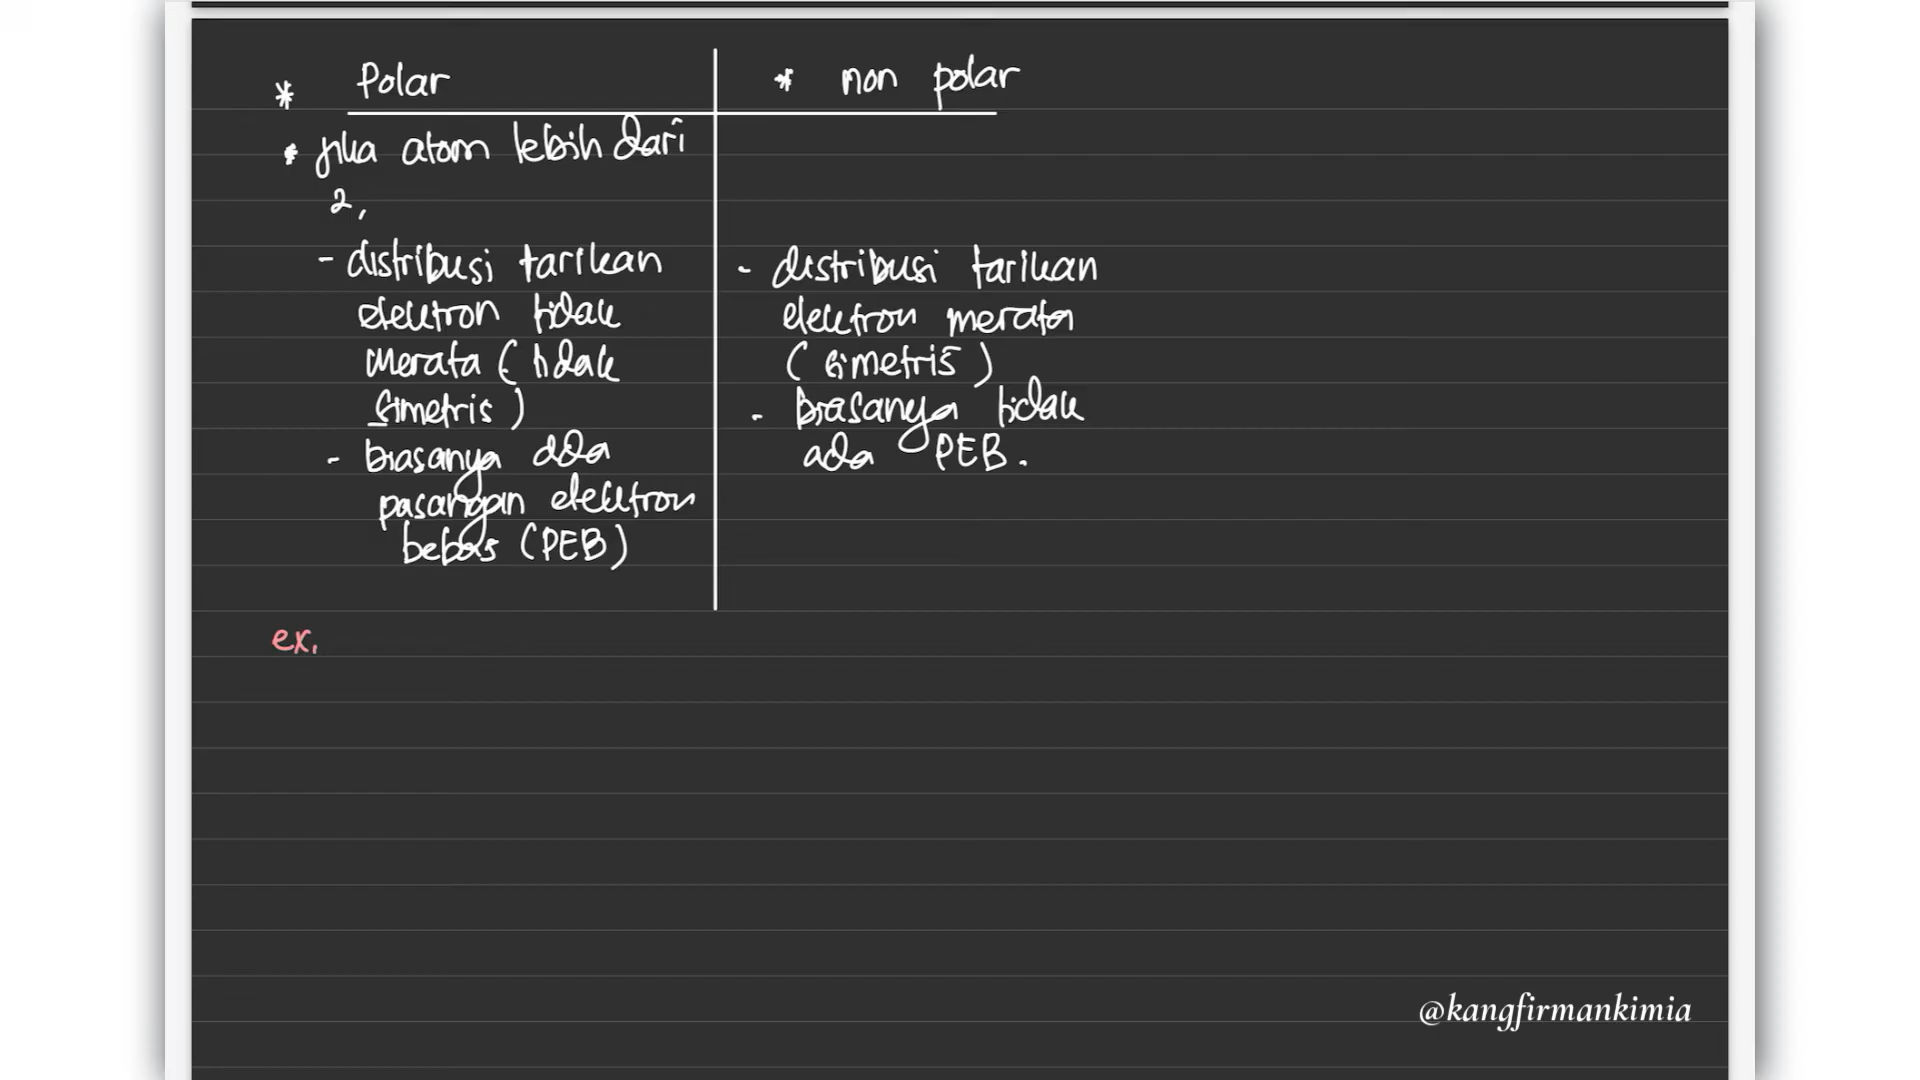 * Polar
* non polar
* jika atom lebih dari
2,
- distribusi tarikan
elektron tidak
merata (tidak
simetris)
- biasanya ada
pasangan elektron
bebas (PEB)
- distribusi tarikan
elektron merata
(simetris)
- biasanya tidak
ada PEB.
ex.
@kangfirmankimia